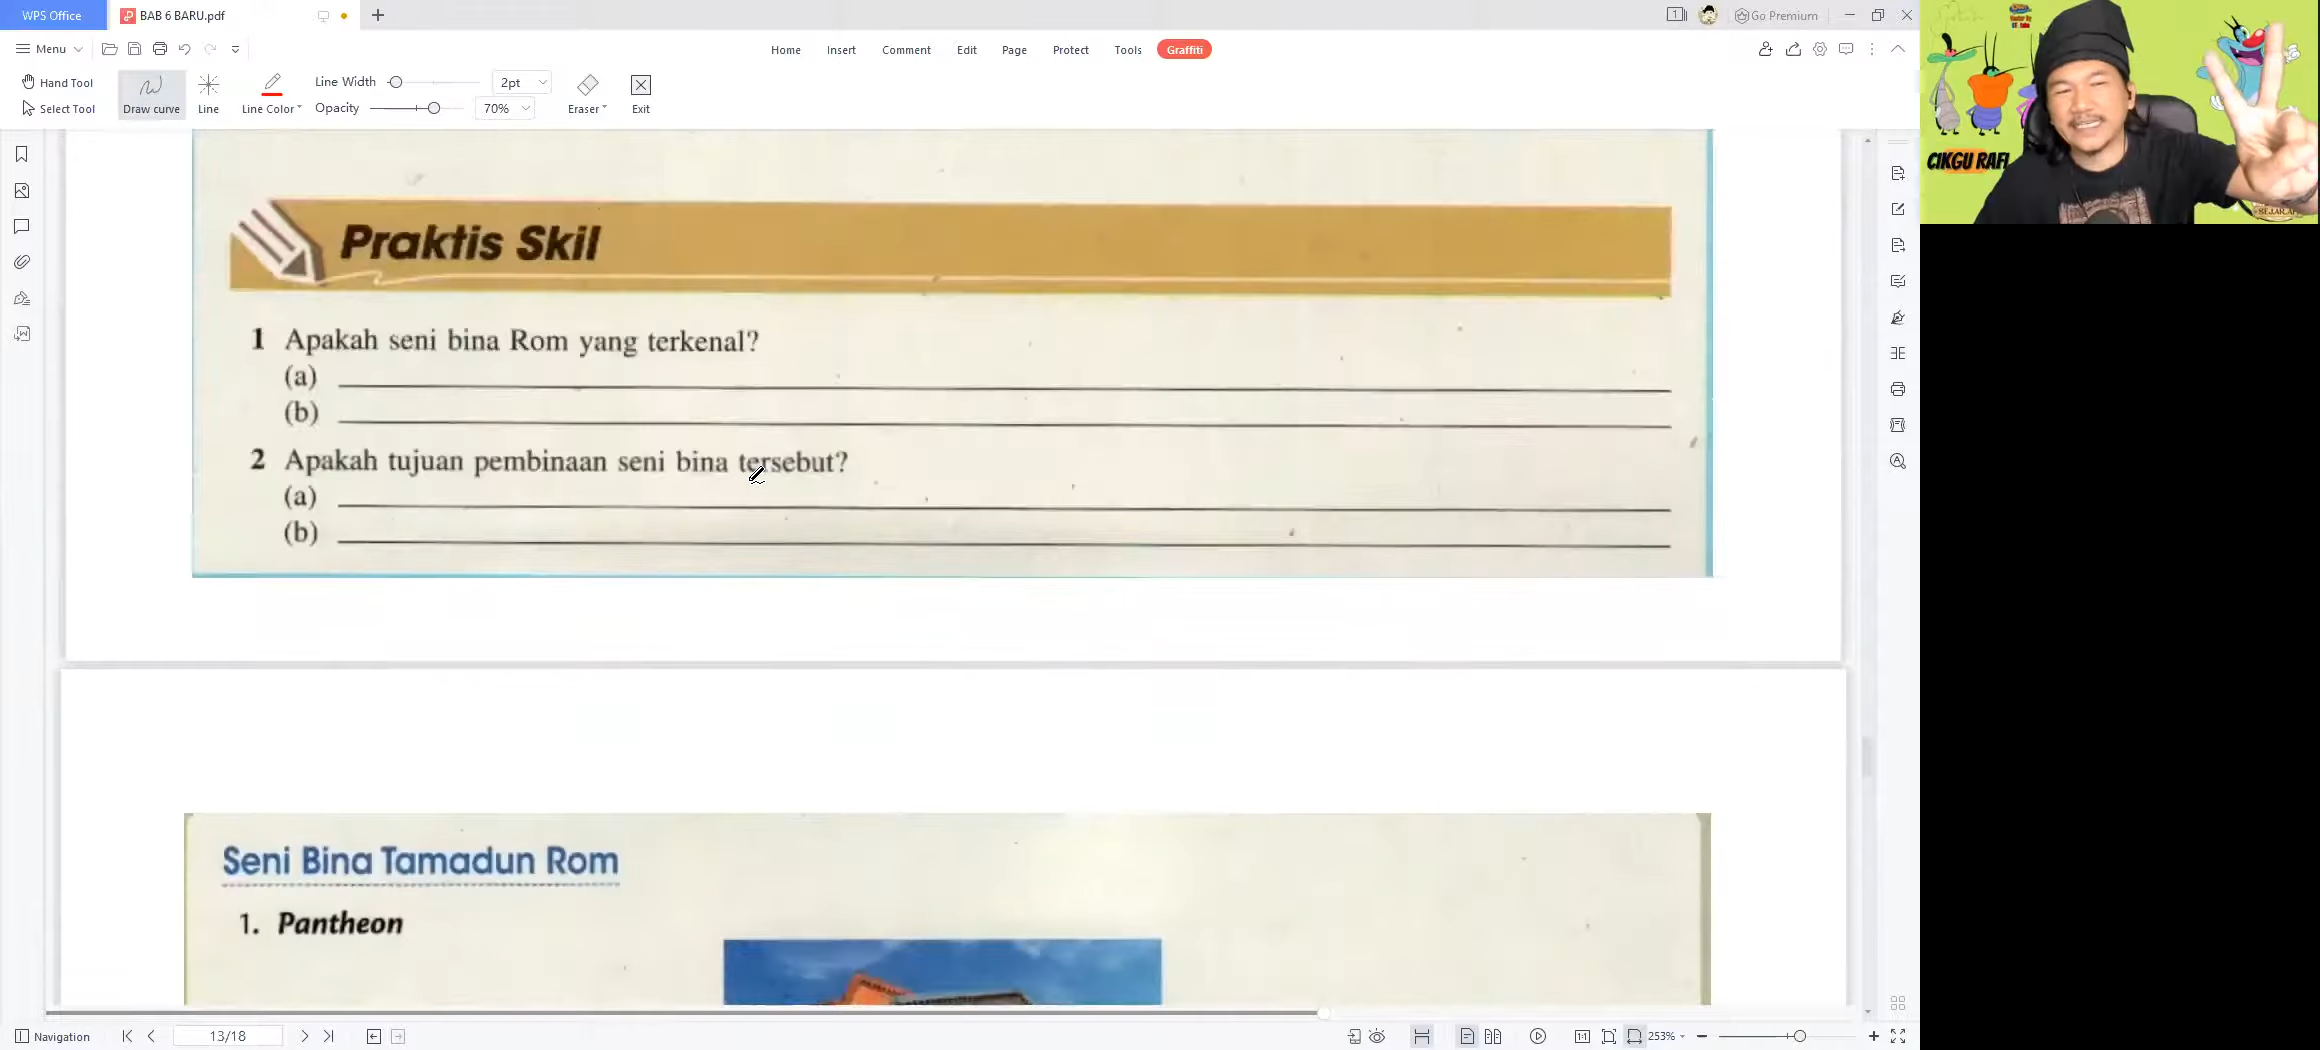 WPS Office
BAB 6 BARU.pdf
Go Premium
Menu
Home Insert Comment Edit Page Protect Tools Graffiti
Hand Tool
Select Tool
Draw curve
Line
Line Color
Line Width 2pt
Opacity 70%
Eraser
Exit
CIKGU RAFI
Praktis Skil
1 Apakah seni bina Rom yang terkenal?
(a)
(b)
2 Apakah tujuan pembinaan seni bina tersebut?
(a)
(b)
Seni Bina Tamadun Rom
1. Pantheon
Navigation
13/18
1:1
253%